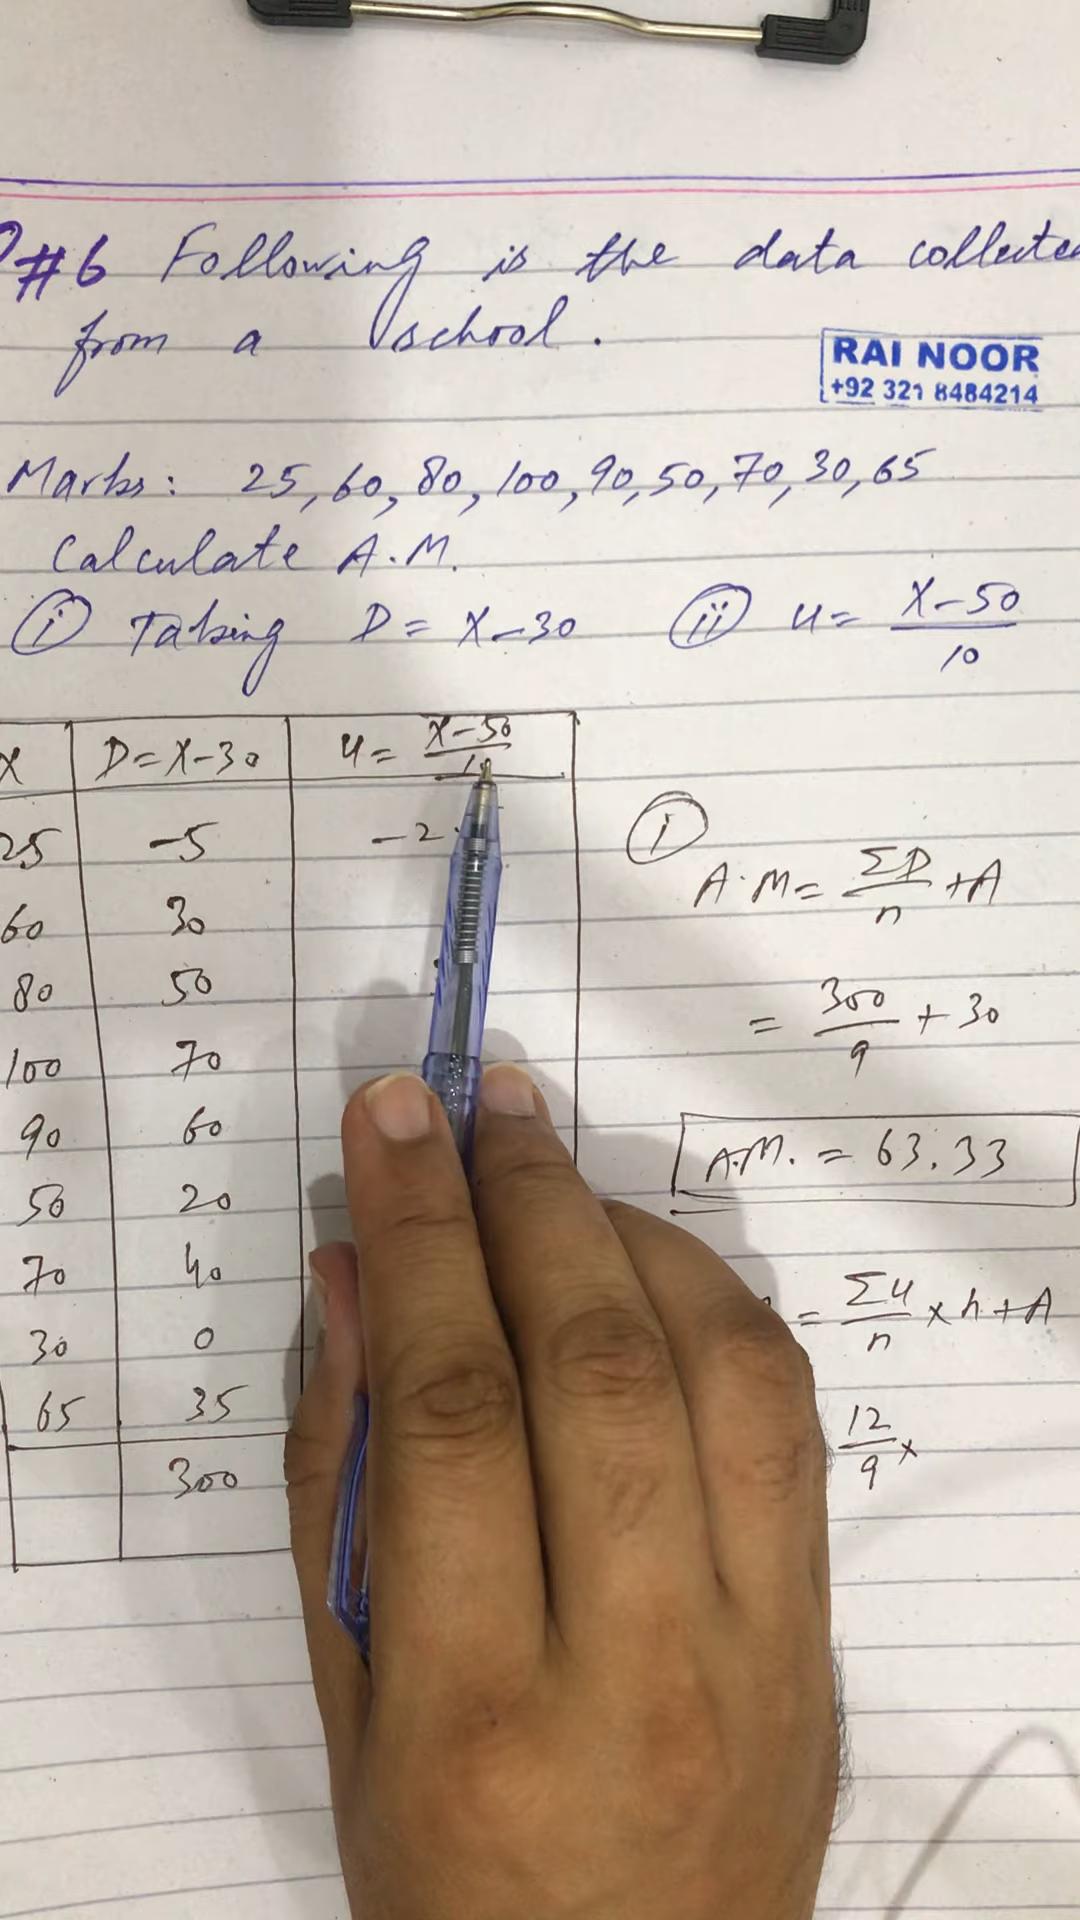 #6 Following is the data collected
from a school.
RAI NOOR
+92 321 8484214
Marks: 25, 60, 80, 100, 90, 50, 70, 30, 65
Calculate A.M.
(i) Taking D = X - 30 (ii) u = X-50/10
X D = X-30 u = X-50/10
25 -5 -2.
60 30
80 50
100 70
90 60
50 20
70 40
30 0
65 35
300
(i)
A.M = ΣD/n + A
= 300/9 + 30
A.M. = 63.33
= Σu/n × h + A
12/9 ×